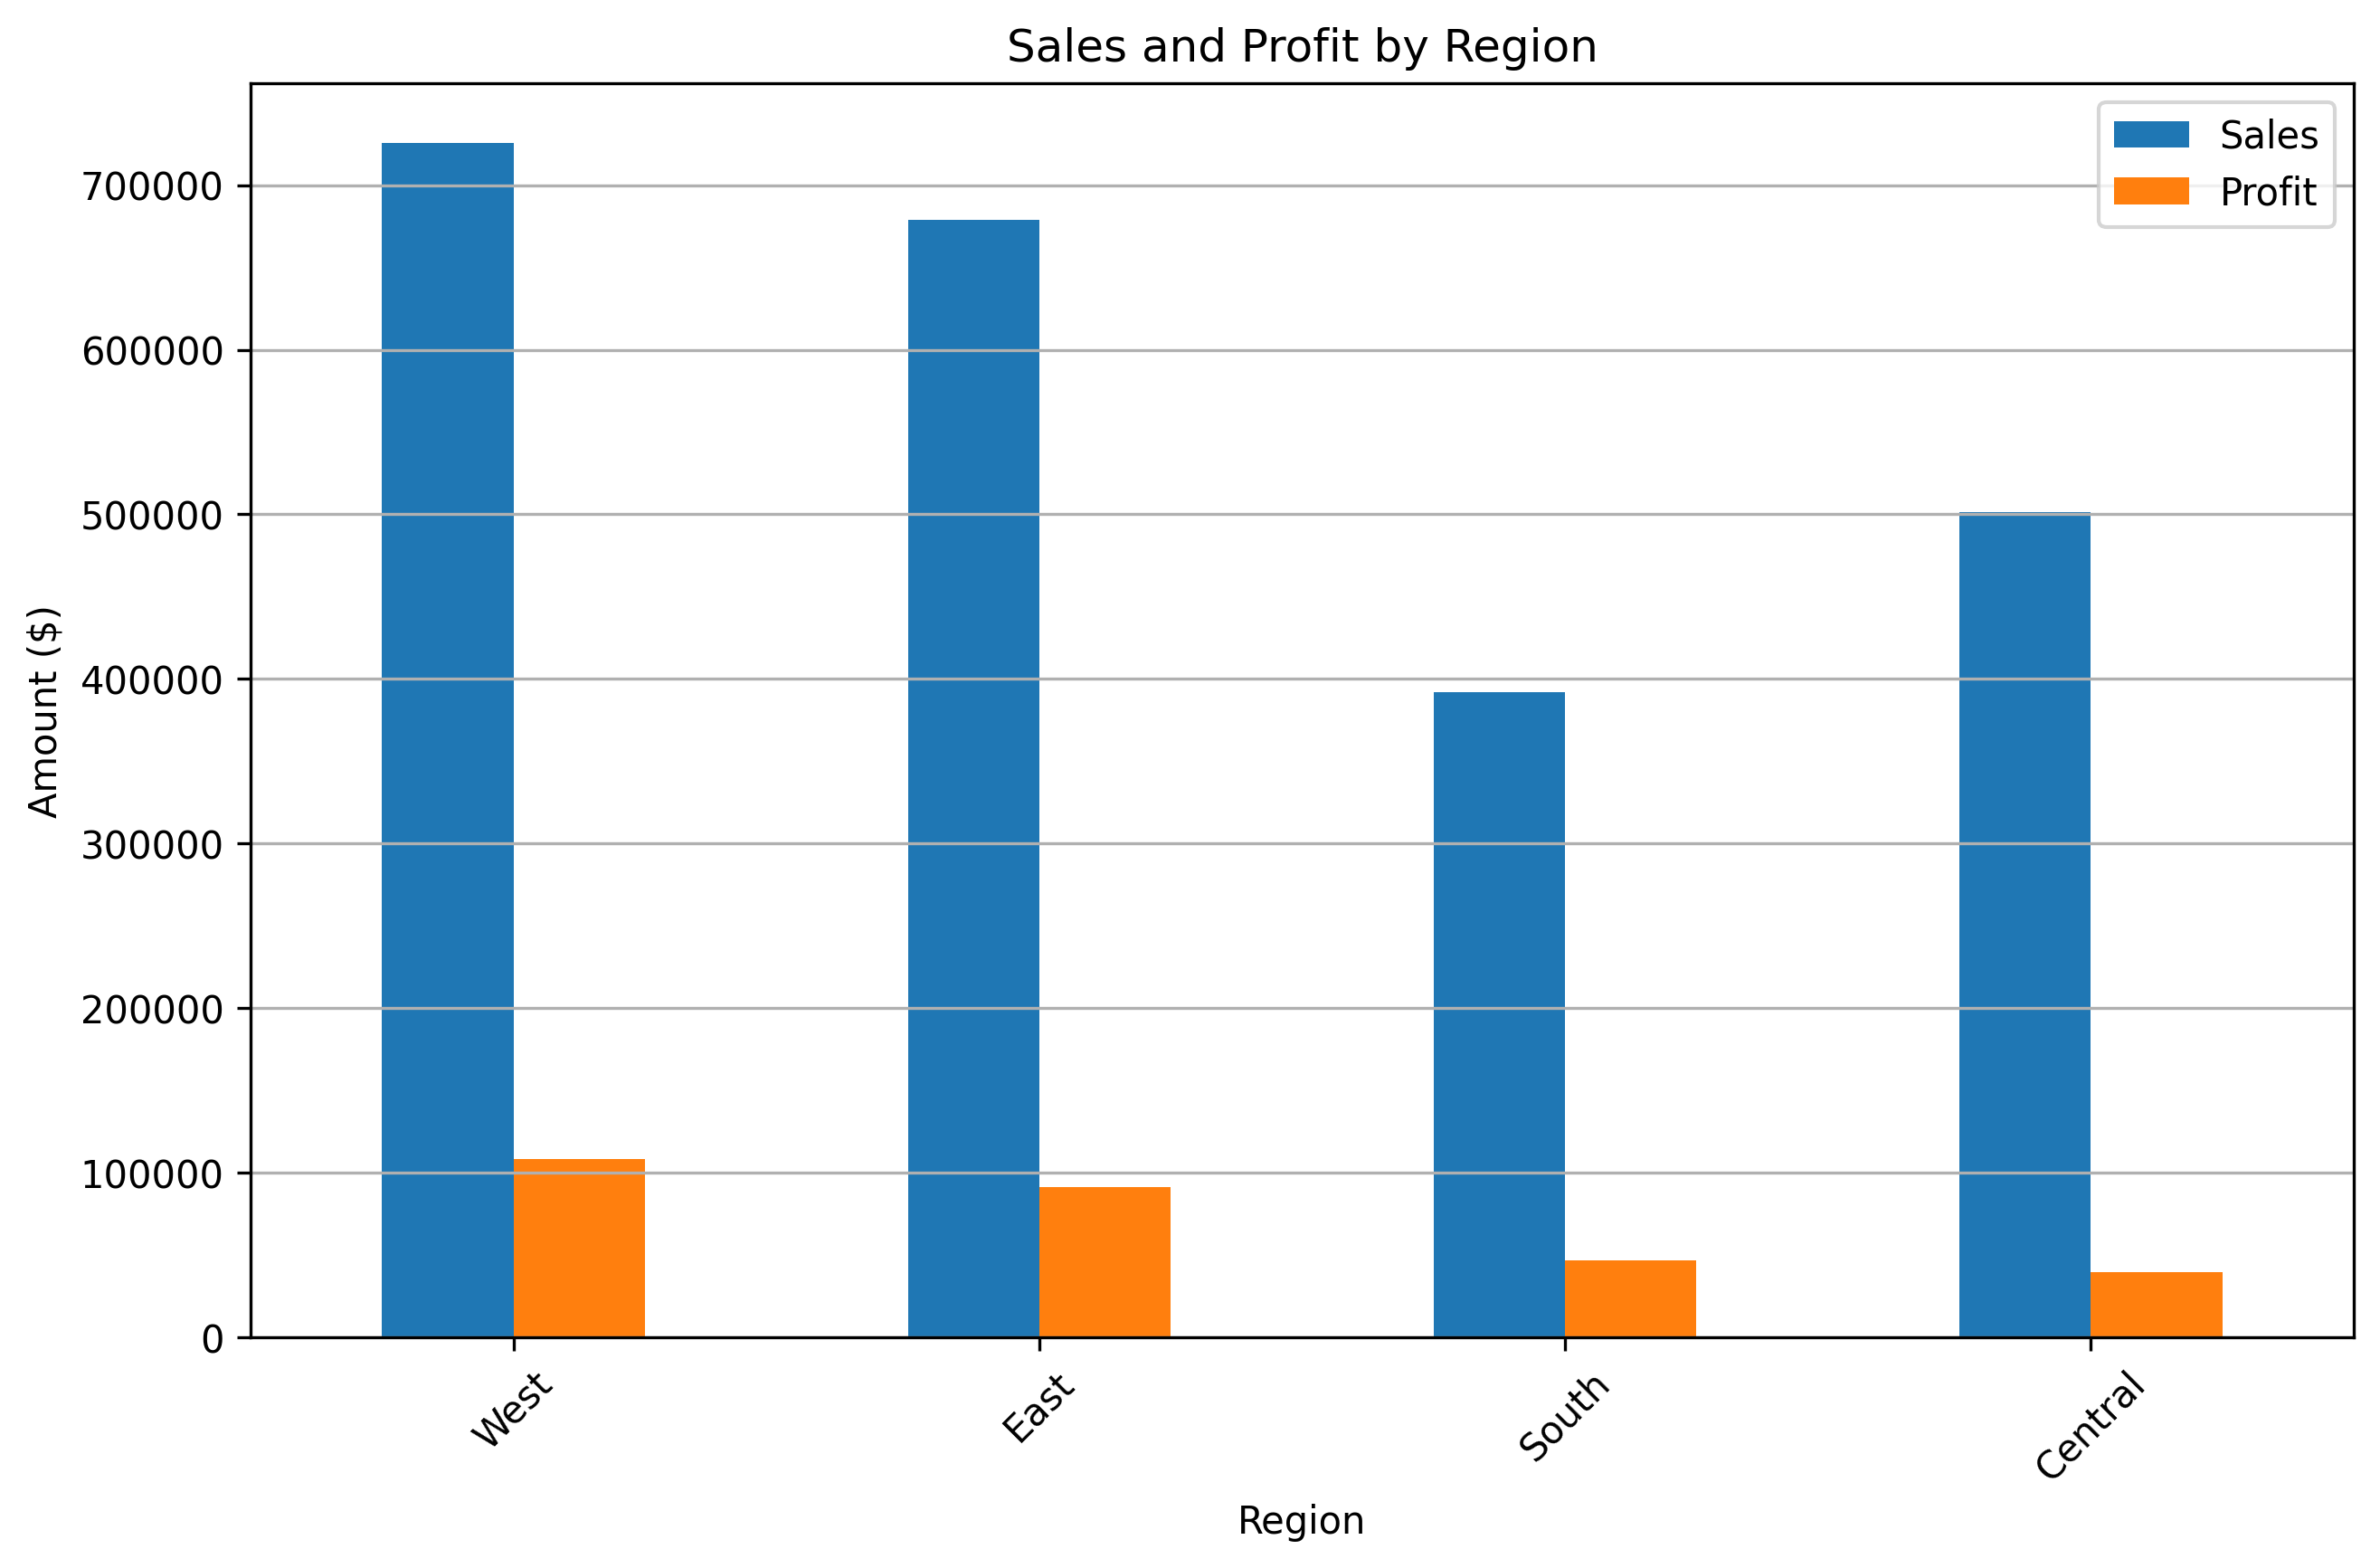 Sales and Profit by Region
Sales
Profit
700000
600000
500000
400000
300000
200000
100000
0
Amount ($)
West
East
South
Central
Region